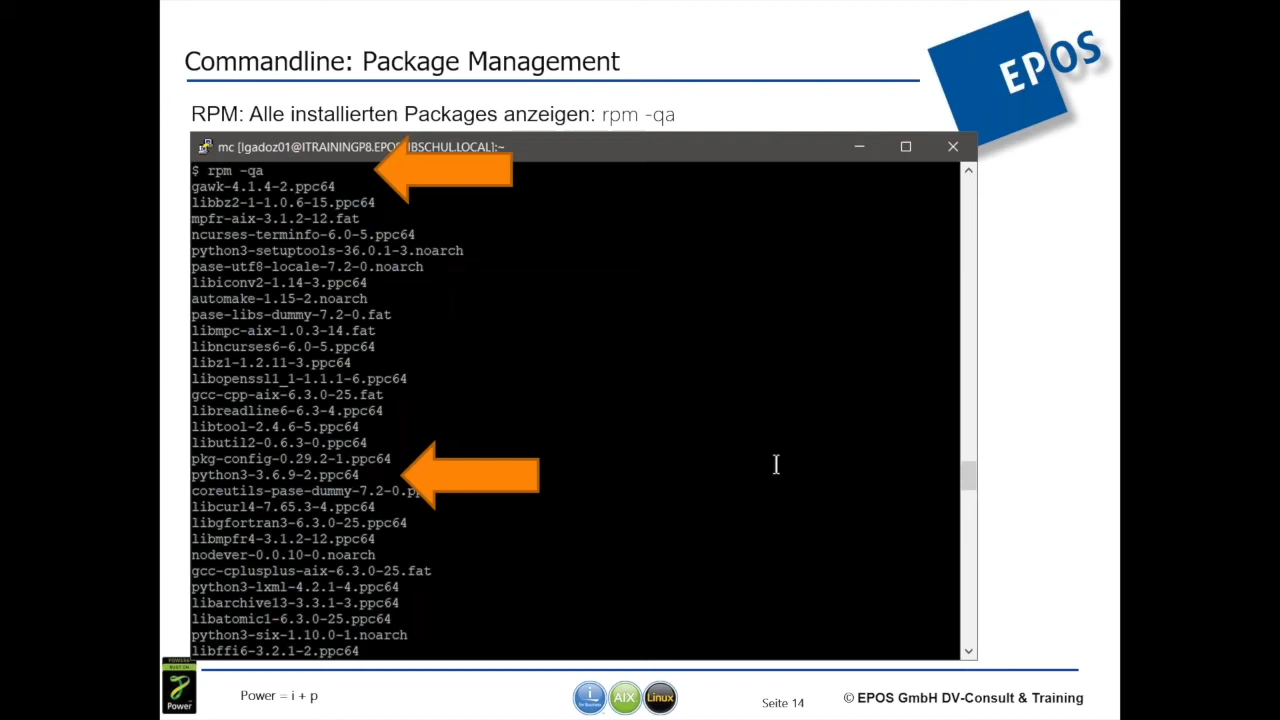 Commandline: Package Management
EPOS
RPM: Alle installierten Packages anzeigen: rpm -qa
$ rpm -qa
gawk-4.1.4-2.ppc64
libbz2-1-1.0.6-15.ppc64
mpfr-aix-3.1.2-12.fat
ncurses-terminfo-6.0-5.ppc64
python3-setuptools-36.0.1-3.noarch
pase-utf8-locale-7.2-0.noarch
libiconv2-1.14-3.ppc64
automake-1.15-2.noarch
pase-libs-dummy-7.2-0.fat
libmpc-aix-1.0.3-14.fat
libncurses6-6.0-5.ppc64
libz1-1.2.11-3.ppc64
libopenssl1_1-1.1.1-6.ppc64
gcc-cpp-aix-6.3.0-25.fat
libreadline6-6.3-4.ppc64
libtool-2.4.6-5.ppc64
libutil2-0.6.3-0.ppc64
pkg-config-0.29.2-1.ppc64
python3-3.6.9-2.ppc64
coreutils-pase-dummy-7.2-0.
libcurl4-7.65.3-4.ppc64
libgfortran3-6.3.0-25.ppc64
libmpfr4-3.1.2-12.ppc64
nodever-0.0.10-0.noarch
gcc-cplusplus-aix-6.3.0-25.fat
python3-lxml-4.2.1-4.ppc64
libarchive13-3.3.1-3.ppc64
libatomic1-6.3.0-25.ppc64
python3-six-1.10.0-1.noarch
libffi6-3.2.1-2.ppc64
Power
Power = i + p
i
AIX
Linux
Seite 14
© EPOS GmbH DV-Consult & Training